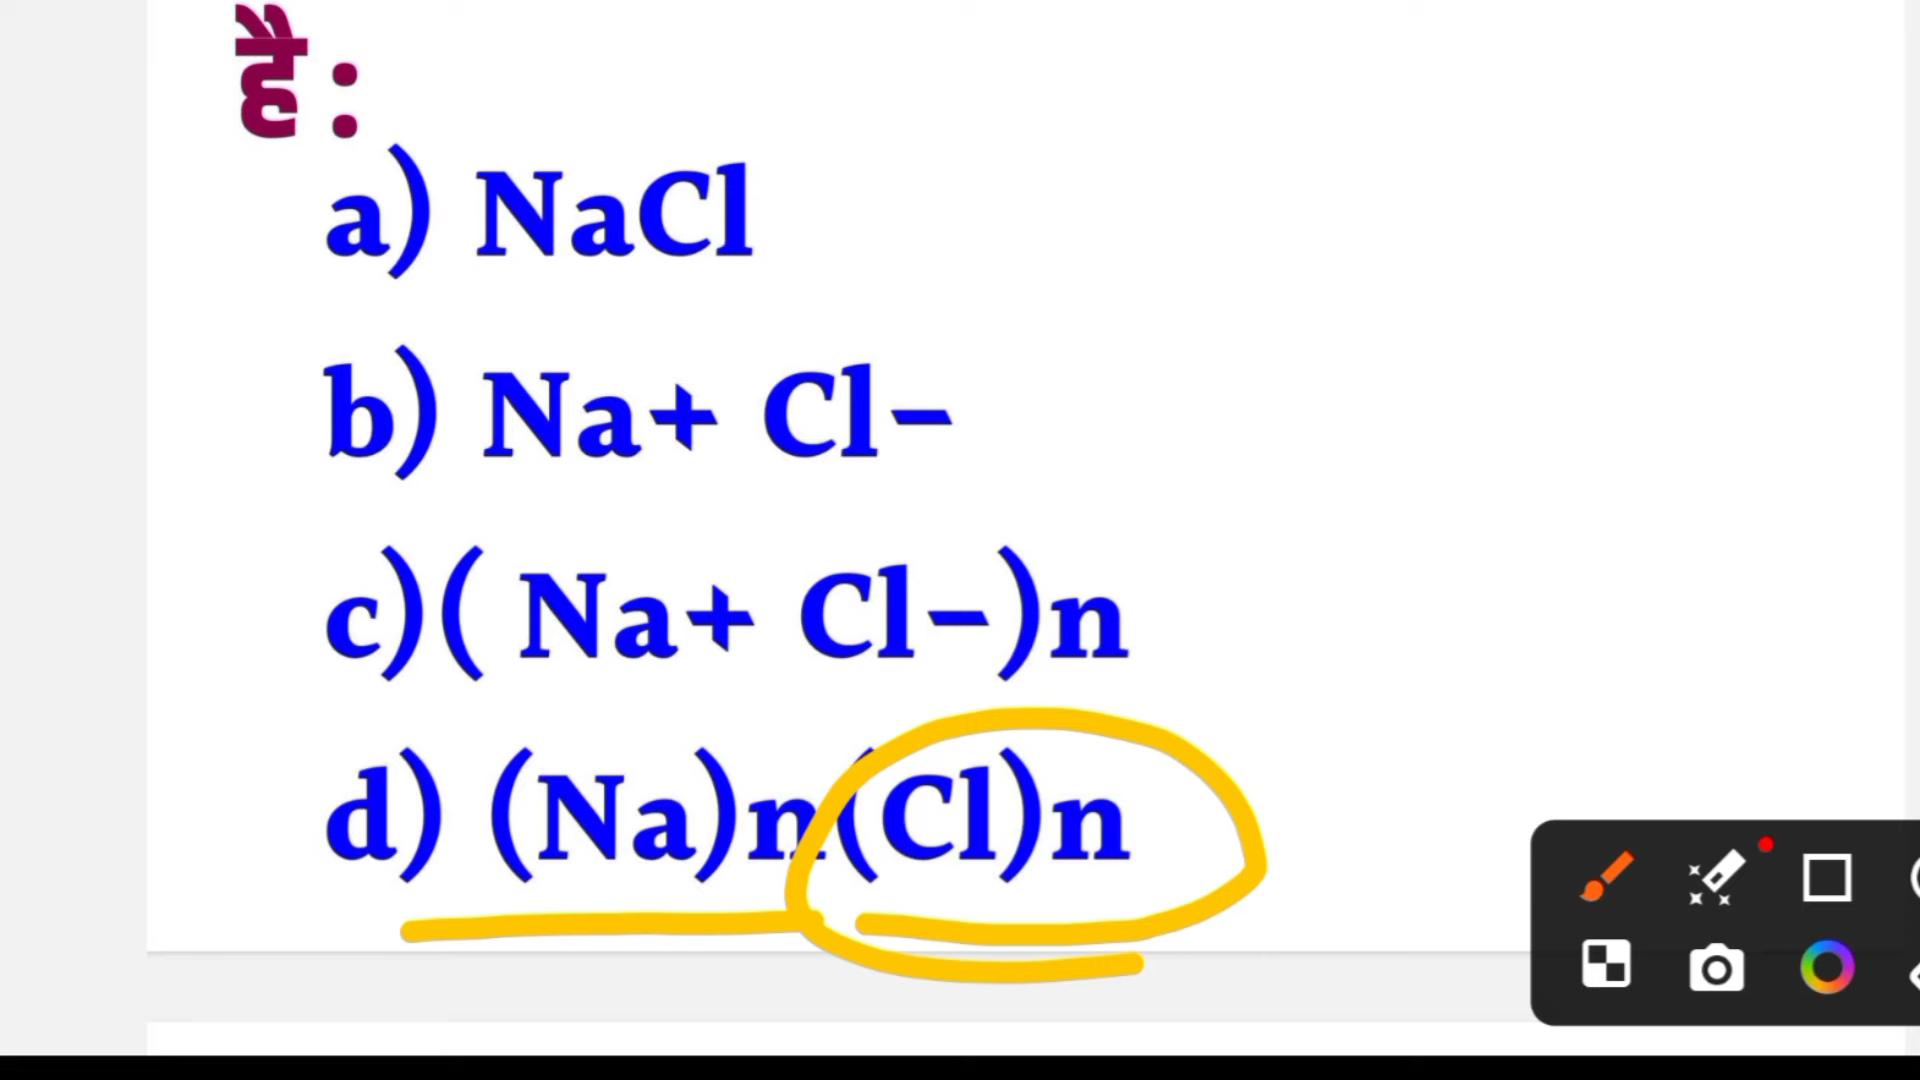 हैं :
a) NaCl
b) Na+ Cl-
c)( Na+ Cl-)n
d) (Na)n(Cl)n